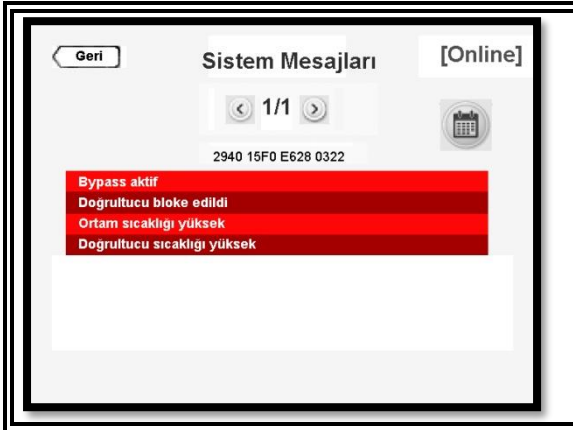 Geri
Sistem Mesajları
[Online]
1/1
2940 15F0 E628 0322
Bypass aktif
Doğrultucu bloke edildi
Ortam sıcaklığı yüksek
Doğrultucu sıcaklığı yüksek